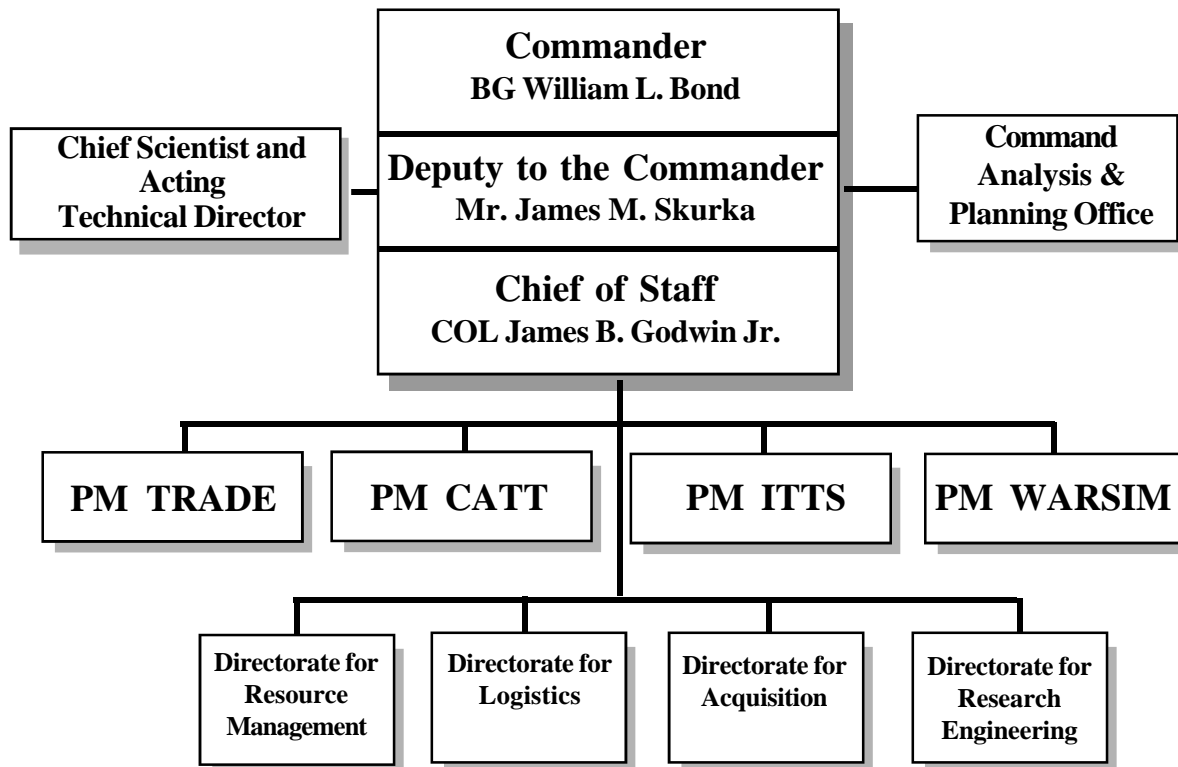 Commander
BG William L. Bond
Chief Scientist and
Acting
Technical Director
Deputy to the Commander
Mr. James M. Skurka
Command
Analysis &
Planning Office
Chief of Staff
COL James B. Godwin Jr.
PM TRADE
PM CATT
PM ITTS
PM WARSIM
Directorate for
Resource
Management
Directorate for
Logistics
Directorate for
Acquisition
Directorate for
Research
Engineering